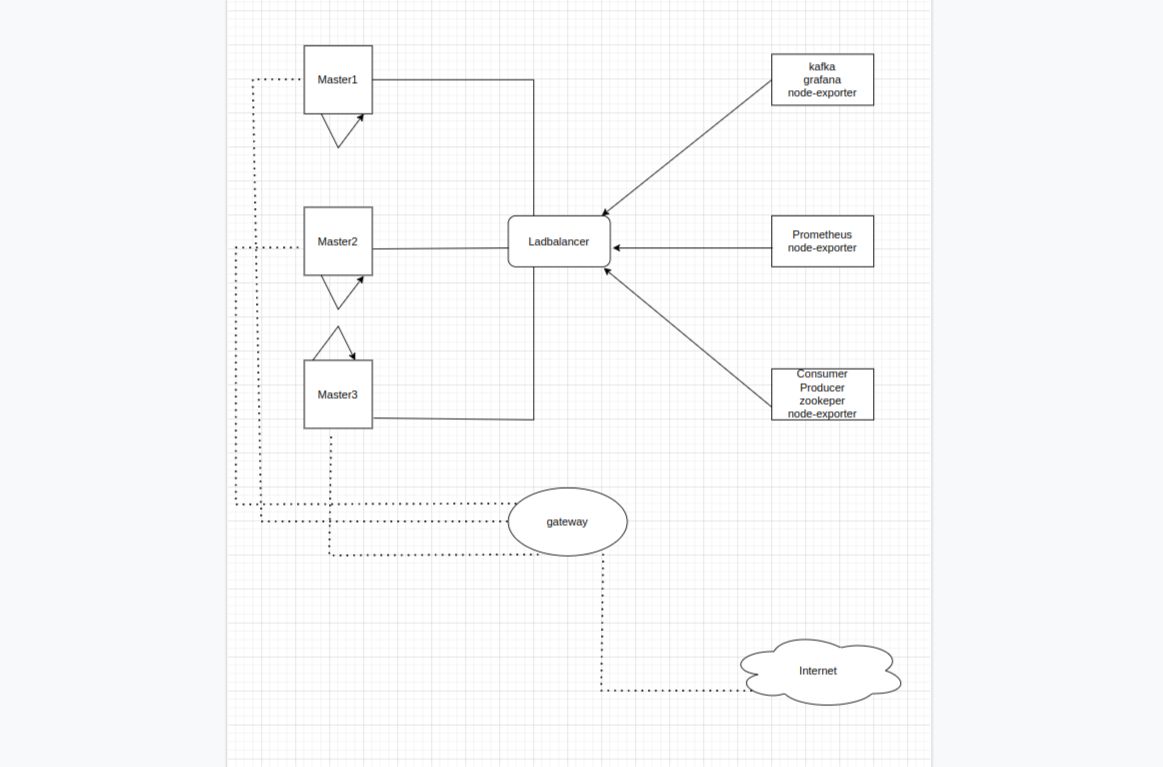 Master1
kafka
grafana
node-exporter
Master2
Ladbalancer
Prometheus
node-exporter
Master3
Consumer
Producer
zookeper
node-exporter
gateway
Internet